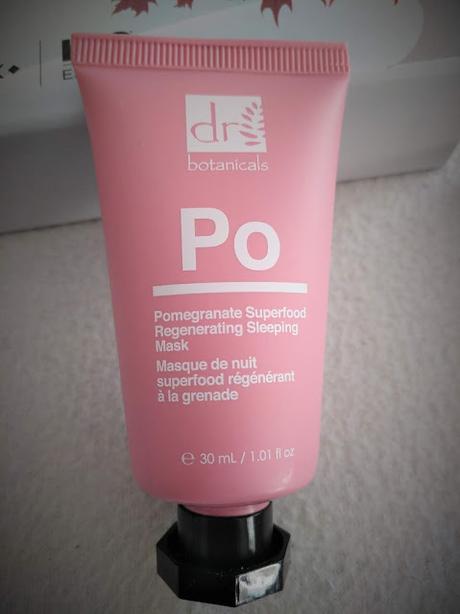 dr
botanicals
Po
Pomegranate Superfood
Regenerating Sleeping
Mask
Masque de nuit
superfood régénérant
à la grenade
℮ 30 mL / 1.01 fl oz